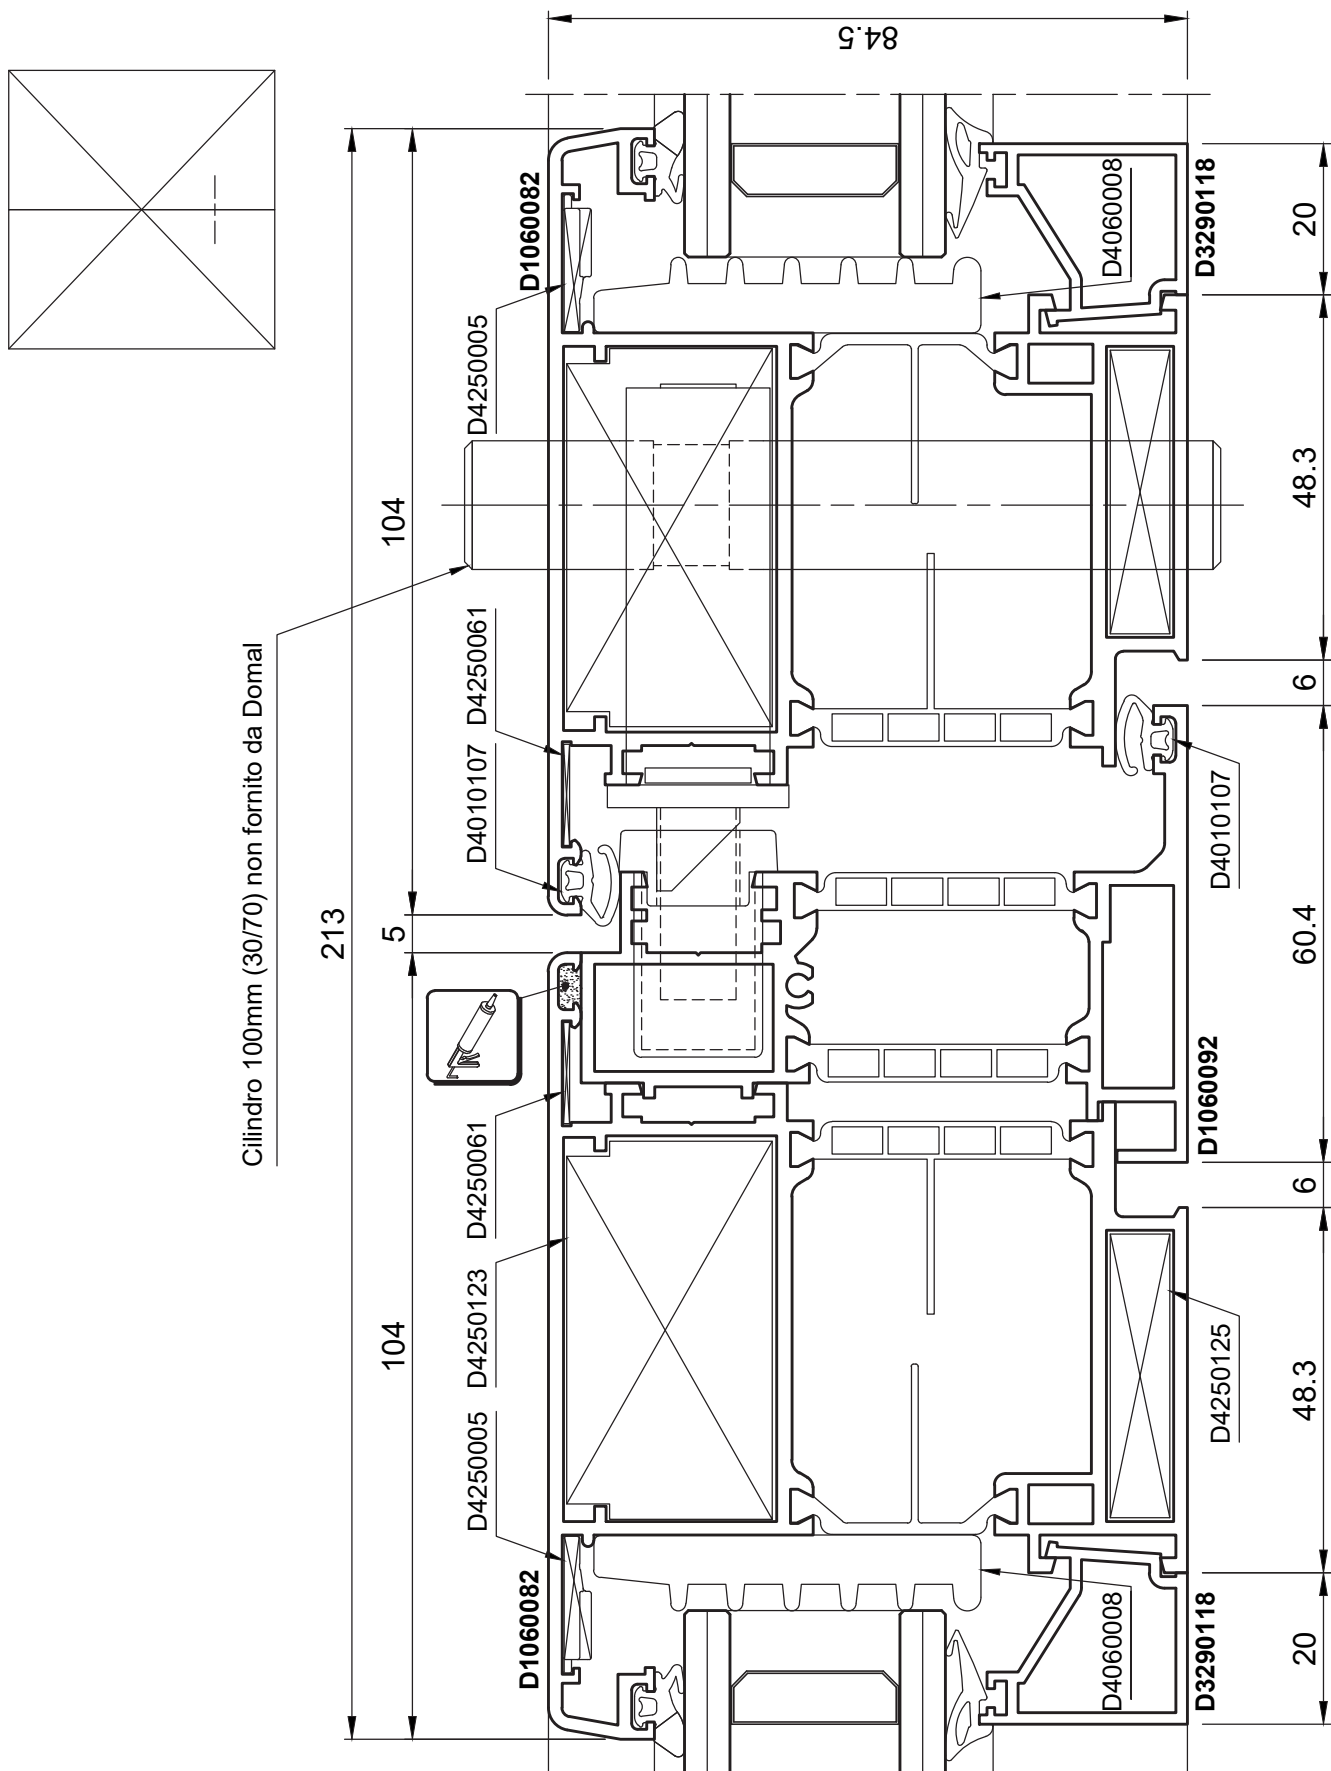 Cilindro 100mm (30/70) non fornito da Domal
213
104
5
104
D4250005
D4250123
D4250061
D4010107
D4250061
D4250005
D1060082
D1060082
84.5
D4060008
D4060008
D3290118
D1060092
D3290118
D4250125
D4010107
20
48.3
6
60.4
6
48.3
20